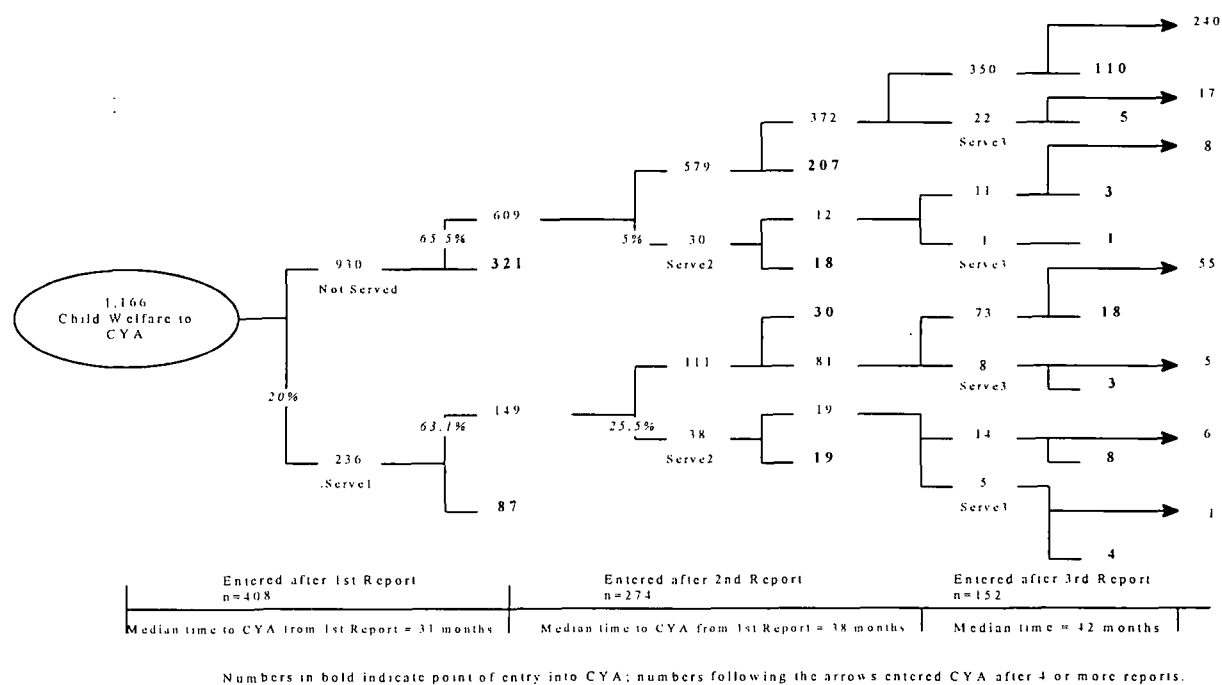 240
350
110
17
372
22
5
Serve3
8
579
207
11
3
609
12
65.5%
5%
30
1
1
930
321
Serve2
18
Serve3
Not Served
55
1,166
Child Welfare to
CYA
30
73
18
111
81
8
5
Serve3
3
20%
149
19
63.1%
25.5%
38
14
6
236
Serve2
19
8
.Serve1
5
87
Serve3
1
4
Entered after 1st Report
n=408
Entered after 2nd Report
n=274
Entered after 3rd Report
n=152
Median time to CYA from 1st Report = 31 months
Median time to CYA from 1st Report = 38 months
Median time = 42 months
Numbers in bold indicate point of entry into CYA; numbers following the arrows entered CYA after 4 or more reports.